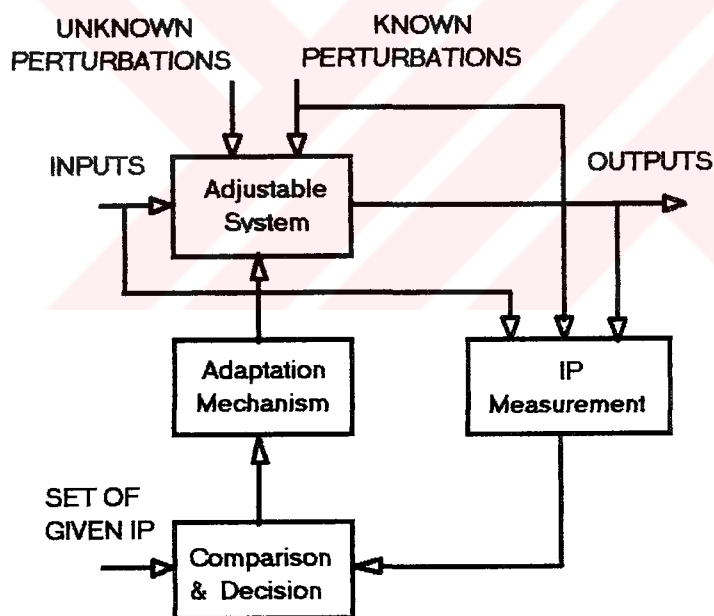 UNKNOWN
PERTURBATIONS
KNOWN
PERTURBATIONS
INPUTS
OUTPUTS
Adjustable
System
Adaptation
Mechanism
IP
Measurement
SET OF
GIVEN IP
Comparison
& Decision